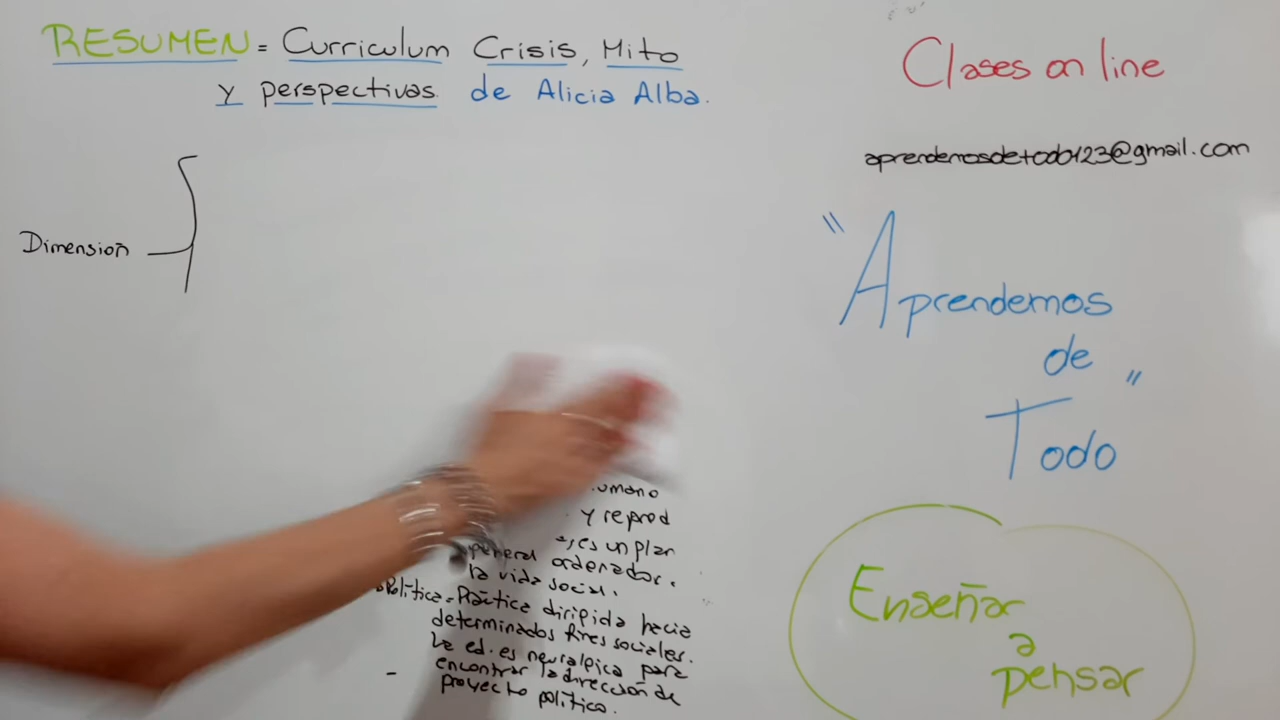 RESUMEN = Curriculum Crisis, Mito
y perspectivas de Alicia Alba.
Dimensión
y reprod
es un plan
general ordenador.
la vida social.
Política = Práctica dirigida hacia
determinados fines sociales.
la ed. es neurálgica para
encontrar la dirección de
proyecto político.
Clases on line
aprendemosdetodo123@gmail.com
"Aprendemos
de
Todo"
Enseñar
a
pensar